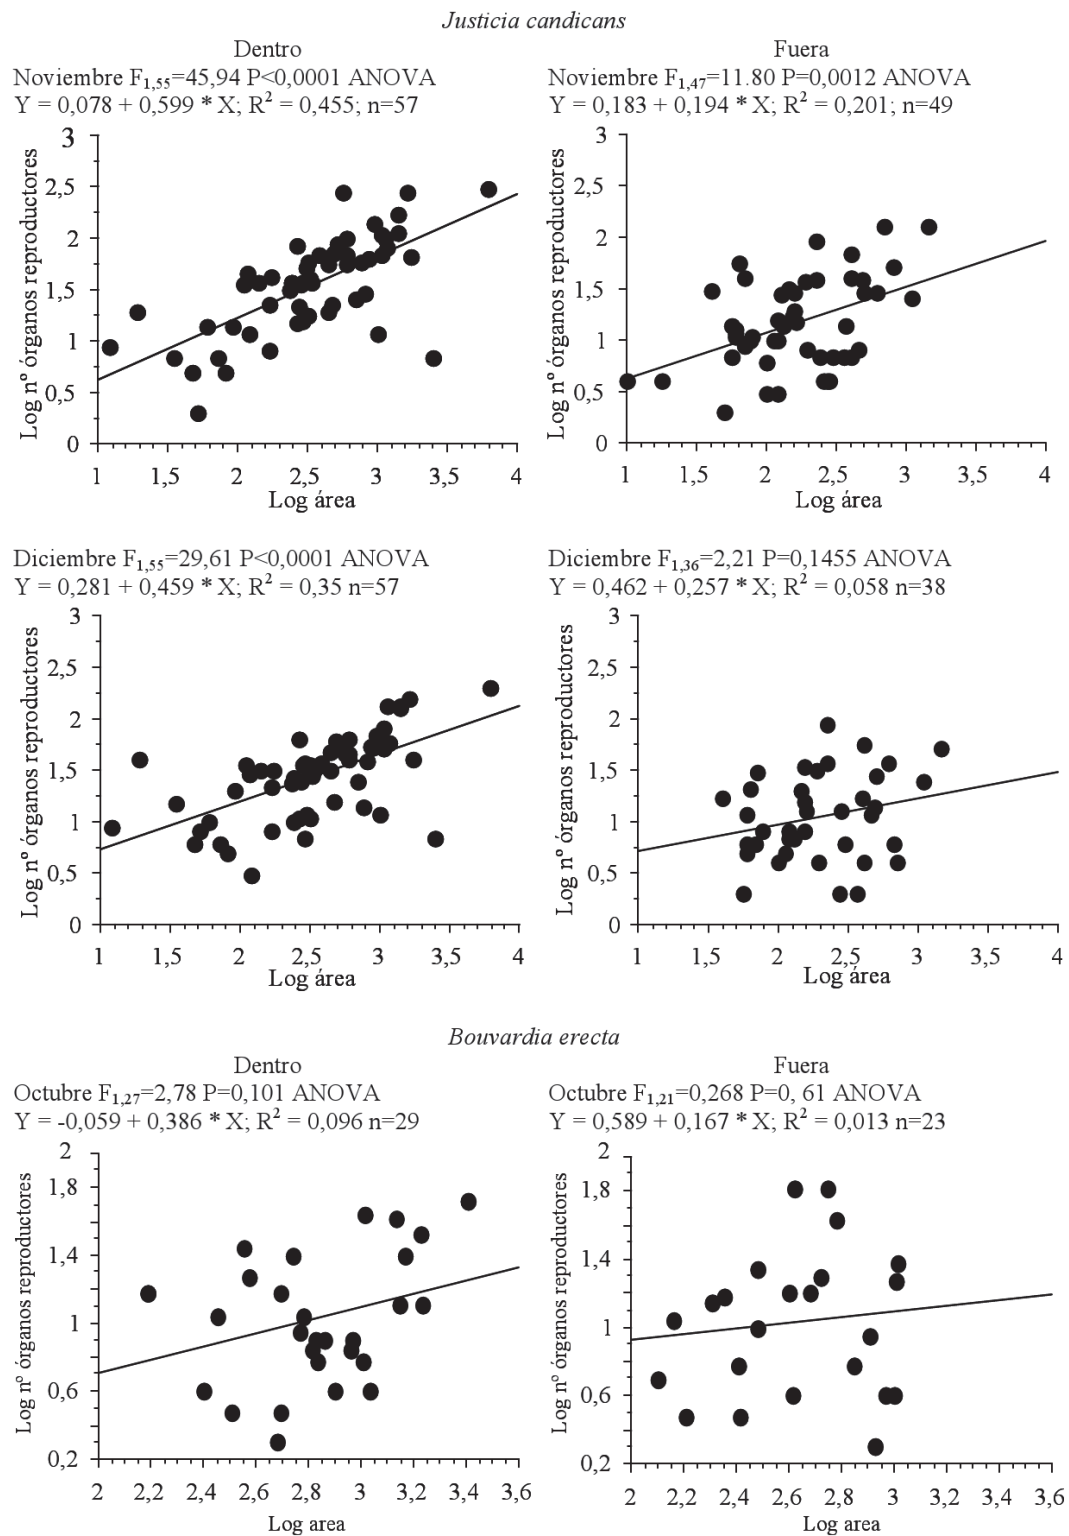 Justicia candicans
Dentro
Noviembre F1,55=45,94 P<0,0001 ANOVA
Y = 0,078 + 0,599 * X; R² = 0,455; n=57
Log nº órganos reproductores
3
2,5
2
1,5
1
0,5
0
1 1,5 2 2,5 3 3,5 4
Log área
Fuera
Noviembre F1,47=11.80 P=0,0012 ANOVA
Y = 0,183 + 0,194 * X; R² = 0,201; n=49
Log nº órganos reproductores
3
2,5
2
1,5
1
0,5
0
1 1,5 2 2,5 3 3,5 4
Log área
Diciembre F1,55=29,61 P<0,0001 ANOVA
Y = 0,281 + 0,459 * X; R² = 0,35 n=57
Log nº órganos reproductores
3
2,5
2
1,5
1
0,5
0
1 1,5 2 2,5 3 3,5 4
Log área
Diciembre F1,36=2,21 P=0,1455 ANOVA
Y = 0,462 + 0,257 * X; R² = 0,058 n=38
Log nº órganos reproductores
3
2,5
2
1,5
1
0,5
0
1 1,5 2 2,5 3 3,5 4
Log área
Bouvardia erecta
Dentro
Octubre F1,27=2,78 P=0,101 ANOVA
Y = -0,059 + 0,386 * X; R² = 0,096 n=29
Log nº órganos reproductores
2
1,8
1,4
1
0,6
0,2
2 2,2 2,4 2,6 2,8 3 3,2 3,4 3,6
Log area
Fuera
Octubre F1,21=0,268 P=0, 61 ANOVA
Y = 0,589 + 0,167 * X; R² = 0,013 n=23
Log nº órganos reproductores
2
1,8
1,4
1
0,6
0,2
2 2,2 2,4 2,6 2,8 3 3,2 3,4 3,6
Log area